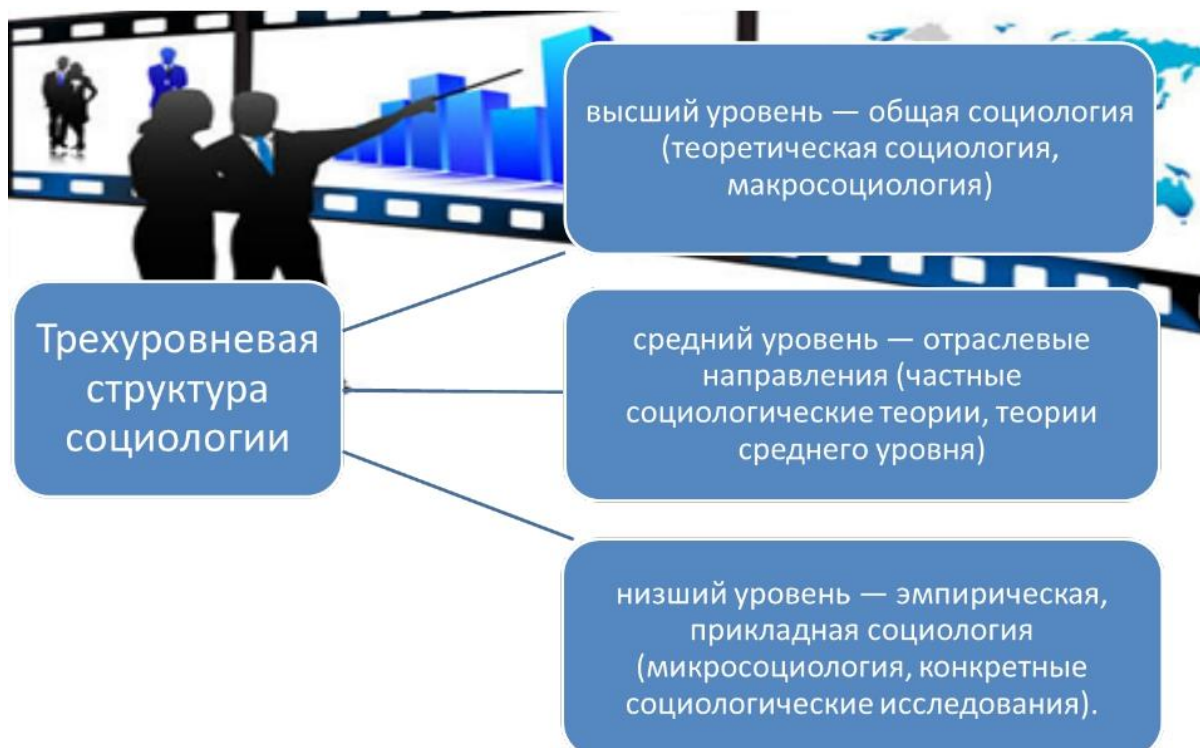 высший уровень — общая социология
(теоретическая социология,
макросоциология)
Трехуровневая
структура
социологии
средний уровень — отраслевые
направления (частные
социологические теории, теории
среднего уровня)
низший уровень — эмпирическая,
прикладная социология
(микросоциология, конкретные
социологические исследования).